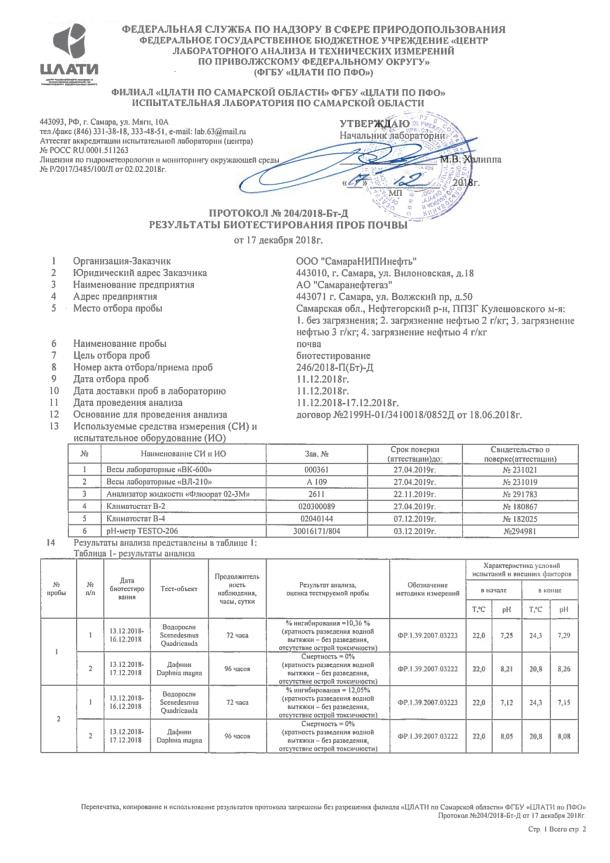 ФЕДЕРАЛЬНАЯ СЛУЖБА ПО НАДЗОРУ В СФЕРЕ ПРИРОДОПОЛЬЗОВАНИЯ
ФЕДЕРАЛЬНОЕ ГОСУДАРСТВЕННОЕ БЮДЖЕТНОЕ УЧРЕЖДЕНИЕ «ЦЕНТР
ЛАБОРАТОРНОГО АНАЛИЗА И ТЕХНИЧЕСКИХ ИЗМЕРЕНИЙ
ПО ПРИВОЛЖСКОМУ ФЕДЕРАЛЬНОМУ ОКРУГУ»
(ФГБУ «ЦЛАТИ ПО ПФО»)
ЦЛАТИ
ФИЛИАЛ «ЦЛАТИ ПО САМАРСКОЙ ОБЛАСТИ» ФГБУ «ЦЛАТИ ПО ПФО»
ИСПЫТАТЕЛЬНАЯ ЛАБОРАТОРИЯ ПО САМАРСКОЙ ОБЛАСТИ
443093, РФ, г. Самара, ул. Мяги, 10А
тел./факс (846) 331-38-18, 333-48-51, e-mail: lab.63@mail.ru
Аттестат аккредитации испытательной лаборатории (центра)
№ РОСС RU.0001.511263
Лицензия по гидрометеорологии и мониторингу окружающей среды
№ Р/2017/3485/100/Л от 02.02.2018г.
УТВЕРЖДАЮ
Начальник лаборатории
М.В. Халиппа
«17» 12 2018г.
МП
ПРОТОКОЛ № 204/2018-Бт-Д
РЕЗУЛЬТАТЫ БИОТЕСТИРОВАНИЯ ПРОБ ПОЧВЫ
от 17 декабря 2018г.
1 Организация-Заказчик ООО "СамараНИПИнефть"
2 Юридический адрес Заказчика 443010, г. Самара, ул. Вилоновская, д.18
3 Наименование предприятия АО "Самаранефтегаз"
4 Адрес предприятия 443071 г. Самара, ул. Волжский пр, д.50
5 Место отбора пробы Самарская обл., Нефтегорский р-н, ППЗГ Кулешовского м-я:
1. без загрязнения; 2. загрязнение нефтью 2 г/кг; 3. загрязнение
нефтью 3 г/кг; 4. загрязнение нефтью 4 г/кг
6 Наименование пробы почва
7 Цель отбора проб биотестирование
8 Номер акта отбора/приема проб 246/2018-П(Бт)-Д
9 Дата отбора проб 11.12.2018г.
10 Дата доставки проб в лабораторию 11.12.2018г.
11 Дата проведения анализа 11.12.2018-17.12.2018г.
12 Основание для проведения анализа договор №2199Н-01/3410018/0852Д от 18.06.2018г.
13 Используемые средства измерения (СИ) и
испытательное оборудование (ИО)
№ Наименование СИ и ИО Зав. № Срок поверки (аттестации)до: Свидетельство о поверке(аттестации)
1 Весы лабораторные «ВК-600» 000361 27.04.2019г. № 231021
2 Весы лабораторные «ВЛ-210» А 109 27.04.2019г. № 231019
3 Анализатор жидкости «Флюорат 02-3М» 2611 22.11.2019г. № 291783
4 Климатостат В-2 020300089 27.04.2019г. № 180867
5 Климатостат В-4 02040144 07.12.2019г. № 182025
6 рН-метр TESTO-206 30016171/804 03.12.2019г. №294981
14 Результаты анализа представлены в таблице 1:
Таблица 1- результаты анализа
№ пробы № п/п Дата биотестиро вания Тест-объект Продолжитель ность наблюдения, часы, сутки Результат анализа, оценка тестируемой пробы Обозначение методики измерений Характеристика условий испытаний и внешних факторов
в начале в конце
Т,°С рН Т,°С рН
1 1 13.12.2018-16.12.2018 Водоросли Scenedesmus Quadricauda 72 часа % ингибирования =10,36 % (кратность разведения водной вытяжки – без разведения, отсутствие острой токсичности) ФР.1.39.2007.03223 22,0 7,25 24,3 7,29
2 13.12.2018-17.12.2018 Дафнии Daphnia magna 96 часов Смертность = 0% (кратность разведения водной вытяжки – без разведения, отсутствие острой токсичности) ФР.1.39.2007.03222 22,0 8,21 20,8 8,26
2 1 13.12.2018-16.12.2018 Водоросли Scenedesmus Quadricauda 72 часа % ингибирования = 12,05% (кратность разведения водной вытяжки – без разведения, отсутствие острой токсичности) ФР.1.39.2007.03223 22,0 7,12 24,3 7,15
2 13.12.2018-17.12.2018 Дафнии Daphnia magna 96 часов Смертность = 0% (кратность разведения водной вытяжки – без разведения, отсутствие острой токсичности) ФР.1.39.2007 03222 22,0 8,05 20,8 8,08
Перепечатка, копирование и использование результатов протокола запрещены без разрешения филиала «ЦЛАТИ по Самарской области» ФГБУ «ЦЛАТИ по ПФО»
Протокол №204/2018-Бт-Д от 17 декабря 2018г.
Стр. 1 Всего стр. 2